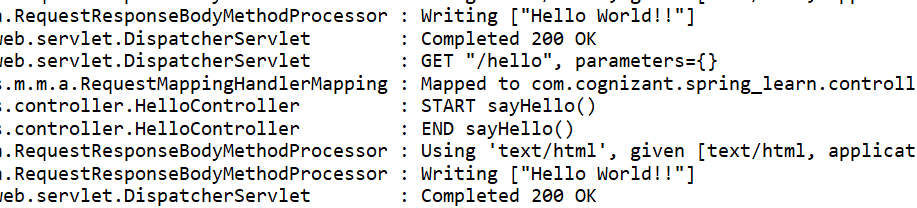 a.RequestResponseBodyMethodProcessor : Writing ["Hello World!!"]
web.servlet.DispatcherServlet : Completed 200 OK
web.servlet.DispatcherServlet : GET "/hello", parameters={}
s.m.m.a.RequestMappingHandlerMapping : Mapped to com.cognizant.spring_learn.controll
s.controller.HelloController : START sayHello()
s.controller.HelloController : END sayHello()
a.RequestResponseBodyMethodProcessor : Using 'text/html', given [text/html, applicat
a.RequestResponseBodyMethodProcessor : Writing ["Hello World!!"]
web.servlet.DispatcherServlet : Completed 200 OK